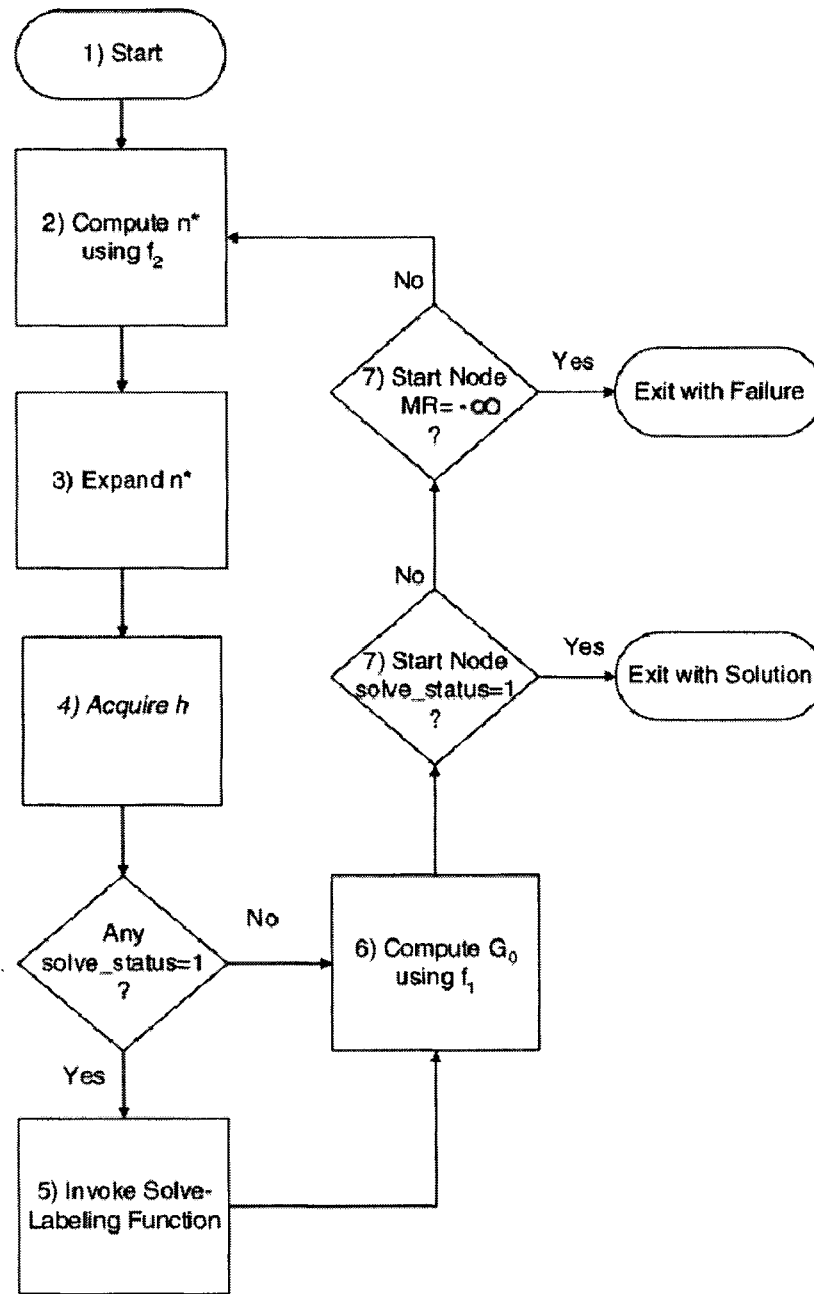 1) Start
2) Compute n*
using f₂
3) Expand n*
4) Acquire h
Any
solve_status=1
?
No
Yes
5) Invoke Solve-
Labeling Function
6) Compute G₀
using f₁
7) Start Node
solve_status=1
?
Yes
Exit with Solution
No
7) Start Node
MR= -∞
?
Yes
Exit with Failure
No